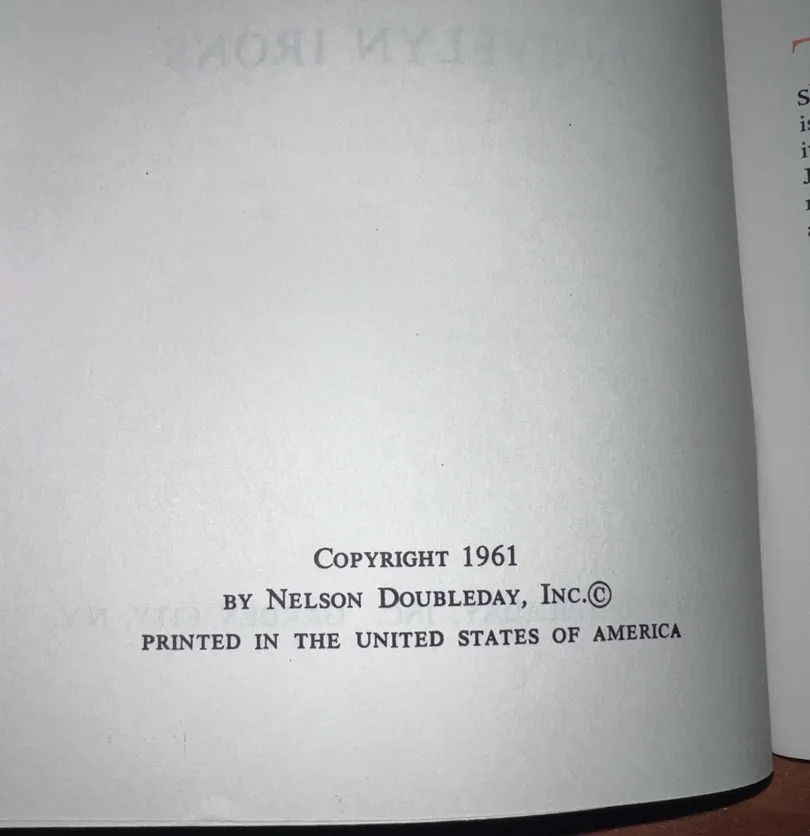 COPYRIGHT 1961
BY NELSON DOUBLEDAY, INC.©
PRINTED IN THE UNITED STATES OF AMERICA